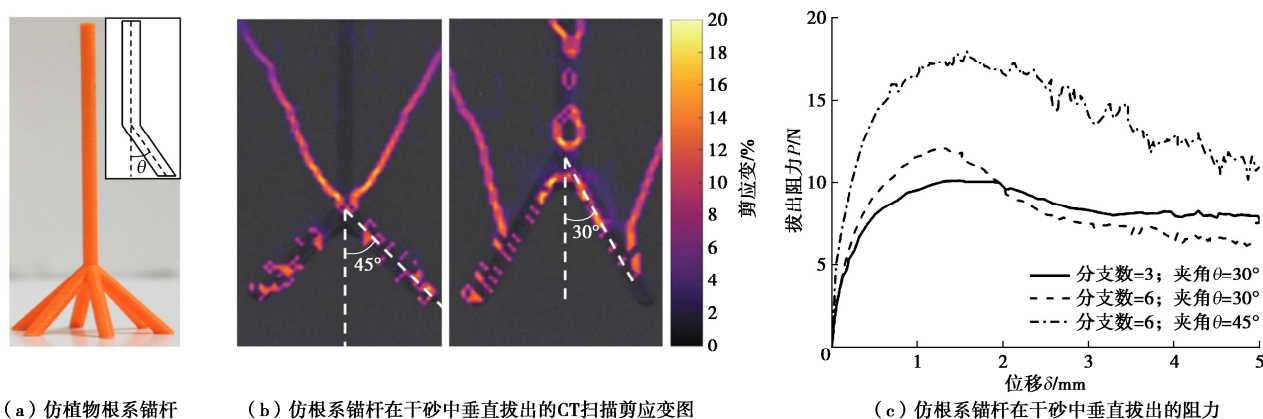 θ
45°
30°
20
18
16
14
12
10
8
6
4
2
0
剪应变/%
20
15
10
5
0
1
2
3
4
5
拔出阻力P/N
位移δ/mm
分支数=3；夹角θ=30°
分支数=6；夹角θ=30°
分支数=6；夹角θ=45°
（a）仿植物根系锚杆
（b）仿根系锚杆在干砂中垂直拔出的CT扫描剪应变图
（c）仿根系锚杆在干砂中垂直拔出的阻力